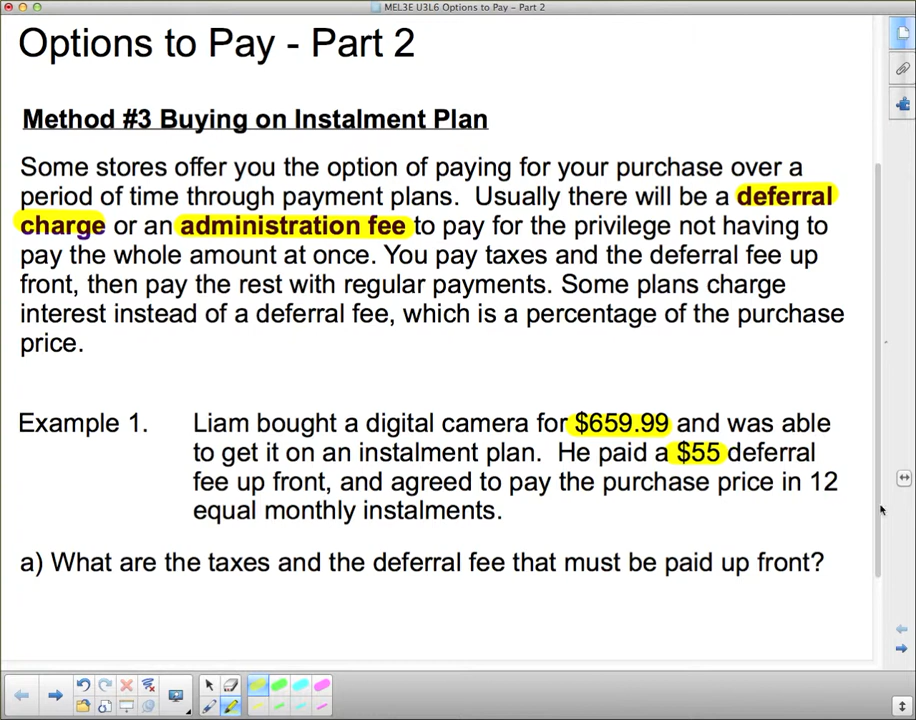 MEL3E U3L6 Options to Pay - Part 2
Options to Pay - Part 2
Method #3 Buying on Instalment Plan
Some stores offer you the option of paying for your purchase over a
period of time through payment plans.  Usually there will be a deferral
charge or an administration fee to pay for the privilege not having to
pay the whole amount at once. You pay taxes and the deferral fee up
front, then pay the rest with regular payments. Some plans charge
interest instead of a deferral fee, which is a percentage of the purchase
price.
Example 1. Liam bought a digital camera for $659.99 and was able
to get it on an instalment plan.  He paid a $55 deferral
fee up front, and agreed to pay the purchase price in 12
equal monthly instalments.
a) What are the taxes and the deferral fee that must be paid up front?